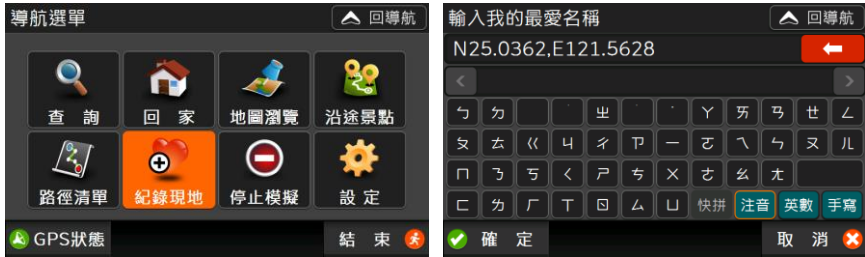 導航選單
回導航
查 詢
回 家
地圖瀏覽
沿途景點
路徑清單
紀錄現地
停止模擬
設 定
GPS狀態
結 束
輸入我的最愛名稱
回導航
N25.0362,E121.5628
ㄅ ㄉ ˇ ˋ ㄓ ˊ ˙ ㄚ ㄞ ㄢ ㄝ ㄥ
ㄆ ㄊ ㄍ ㄐ ㄔ ㄗ ㄧ ㄛ ㄟ ㄣ ㄡ ㄦ
ㄇ ㄋ ㄎ ㄑ ㄕ ㄘ ㄨ ㄜ ㄠ ㄤ
ㄈ ㄌ ㄏ ㄒ ㄖ ㄙ ㄩ 快拼 注音 英數 手寫
確 定
取 消